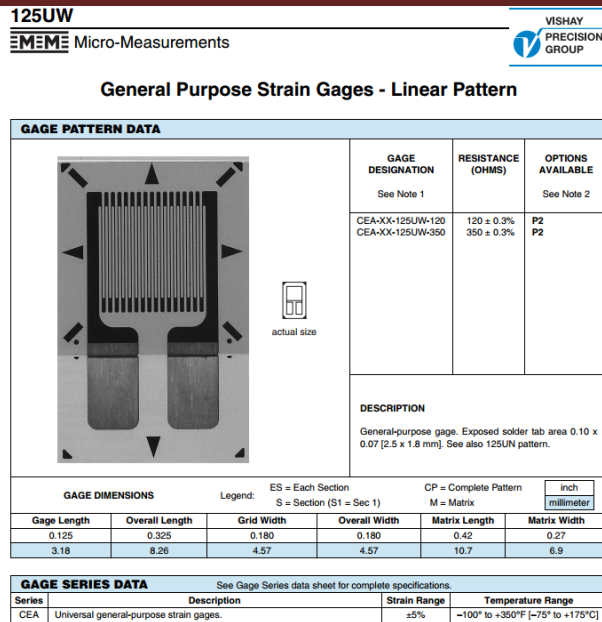 125UW
MM Micro-Measurements
VISHAY
PRECISION
GROUP
General Purpose Strain Gages - Linear Pattern
GAGE PATTERN DATA
GAGE DESIGNATION RESISTANCE (OHMS) OPTIONS AVAILABLE
See Note 1 See Note 2
CEA-XX-125UW-120 120 ± 0.3% P2
CEA-XX-125UW-350 350 ± 0.3% P2
actual size
DESCRIPTION
General-purpose gage. Exposed solder tab area 0.10 x
0.07 [2.5 x 1.8 mm]. See also 125UN pattern.
GAGE DIMENSIONS Legend: ES = Each Section CP = Complete Pattern inch
S = Section (S1 = Sec 1) M = Matrix millimeter
Gage Length Overall Length Grid Width Overall Width Matrix Length Matrix Width
0.125 0.325 0.180 0.180 0.42 0.27
3.18 8.26 4.57 4.57 10.7 6.9
GAGE SERIES DATA See Gage Series data sheet for complete specifications.
Series Description Strain Range Temperature Range
CEA Universal general-purpose strain gages. ±5% –100° to +350°F [–75° to +175°C]